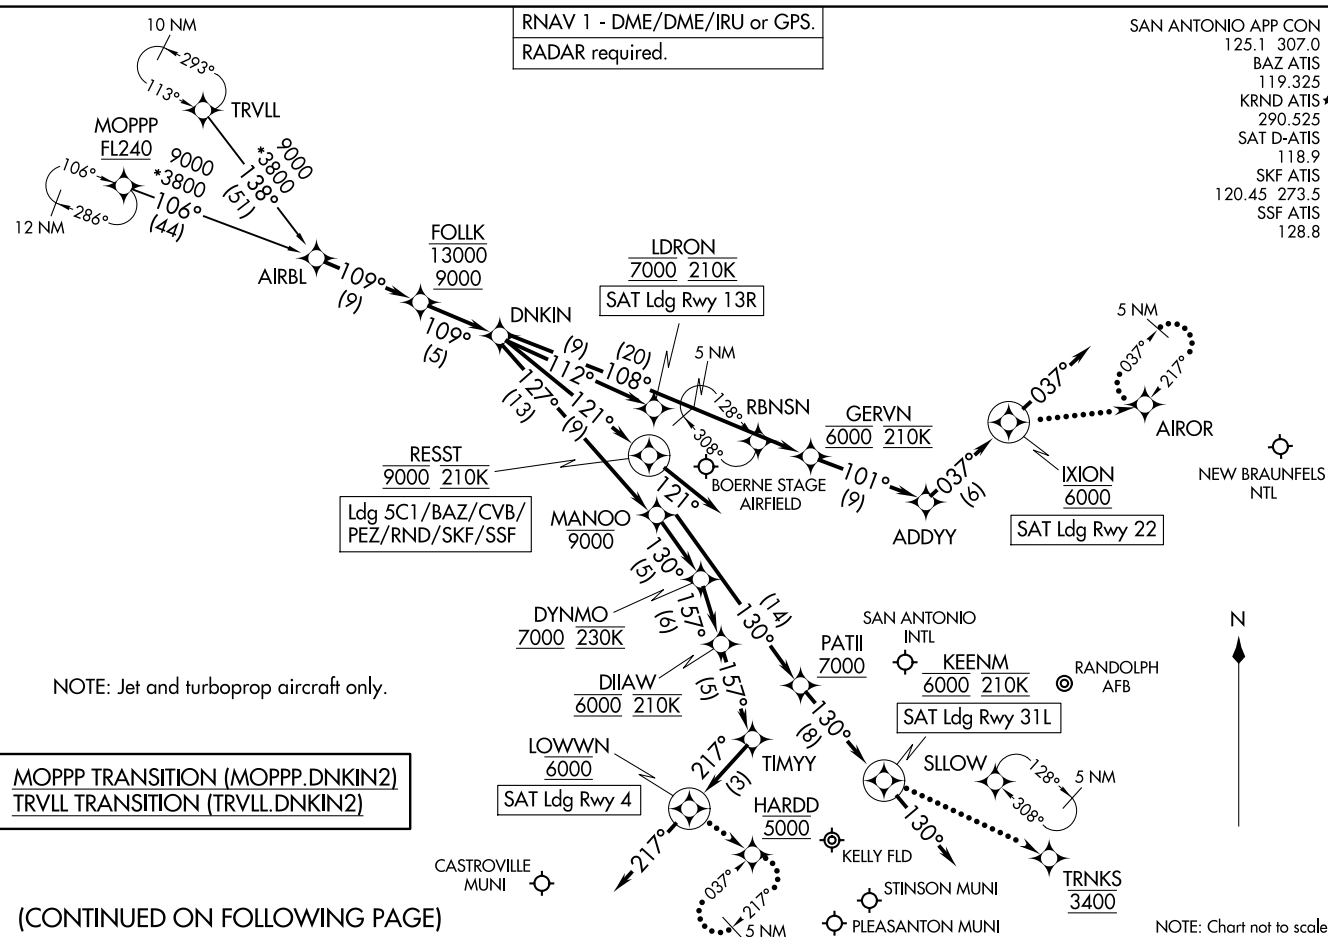 RNAV 1 - DME/DME/IRU or GPS.
RADAR required.
SAN ANTONIO APP CON
125.1 307.0
BAZ ATIS
119.325
KRND ATIS★
290.525
SAT D-ATIS
118.9
SKF ATIS
120.45 273.5
SSF ATIS
128.8
10 NM
293°
113°
TRVLL
MOPPP
FL240
106°
286°
12 NM
9000
*3800
106°
(44)
9000
*3800
138°
(51)
AIRBL
109°
(9)
FOLLK
13000
9000
109°
(5)
DNKIN
LDRON
7000 210K
SAT Ldg Rwy 13R
(9)
112°
(20)
108°
5 NM
128°
308°
RBNSN
GERVN
6000 210K
101°
(9)
ADDYY
037°
(6)
037°
IXION
6000
SAT Ldg Rwy 22
5 NM
037°
217°
AIROR
NEW BRAUNFELS
NTL
BOERNE STAGE
AIRFIELD
127°
(13)
121°
(9)
RESST
9000 210K
Ldg 5C1/BAZ/CVB/
PEZ/RND/SKF/SSF
121°
MANOO
9000
130°
(5)
DYNMO
7000 230K
157°
(6)
DIIAW
6000 210K
157°
(5)
TIMYY
130°
(14)
PATII
7000
130°
(8)
SAN ANTONIO
INTL
KEENM
6000 210K
SAT Ldg Rwy 31L
RANDOLPH
AFB
N
NOTE: Jet and turboprop aircraft only.
MOPPP TRANSITION (MOPPP.DNKIN2)
TRVLL TRANSITION (TRVLL.DNKIN2)
LOWWN
6000
SAT Ldg Rwy 4
217°
(3)
217°
HARDD
5000
037°
217°
5 NM
KELLY FLD
SLLOW
128°
308°
5 NM
130°
TRNKS
3400
CASTROVILLE
MUNI
STINSON MUNI
PLEASANTON MUNI
(CONTINUED ON FOLLOWING PAGE)
NOTE: Chart not to scale